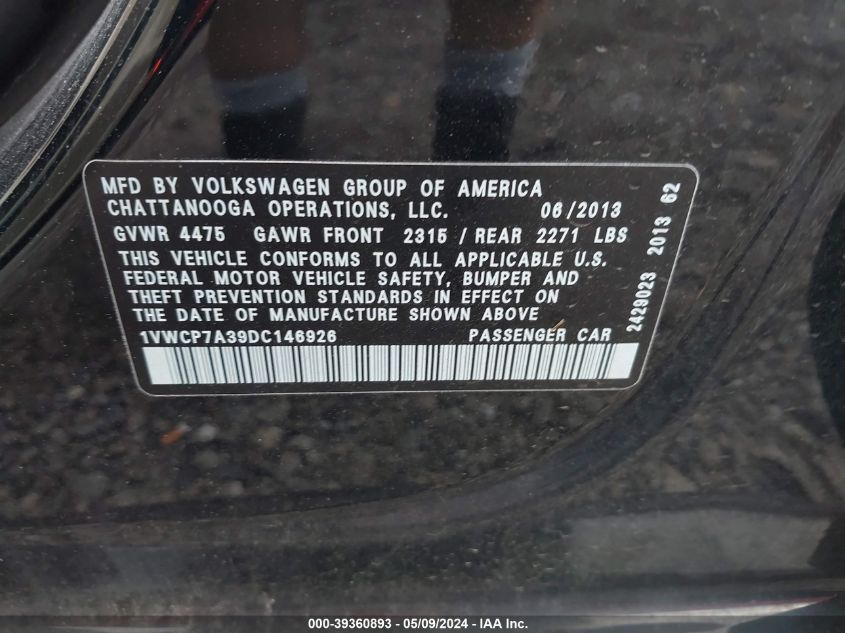 MFD BY VOLKSWAGEN GROUP OF AMERICA
CHATTANOOGA OPERATIONS, LLC. 06/2013
GVWR 4475 GAWR FRONT 2315 / REAR 2271 LBS
THIS VEHICLE CONFORMS TO ALL APPLICABLE U.S.
FEDERAL MOTOR VEHICLE SAFETY, BUMPER AND
THEFT PREVENTION STANDARDS IN EFFECT ON
THE DATE OF MANUFACTURE SHOWN ABOVE
1VWCP7A39DC146926 PASSENGER CAR
2429023 2013 62
000-39360893 / 05/09/2024 - IAA Inc.